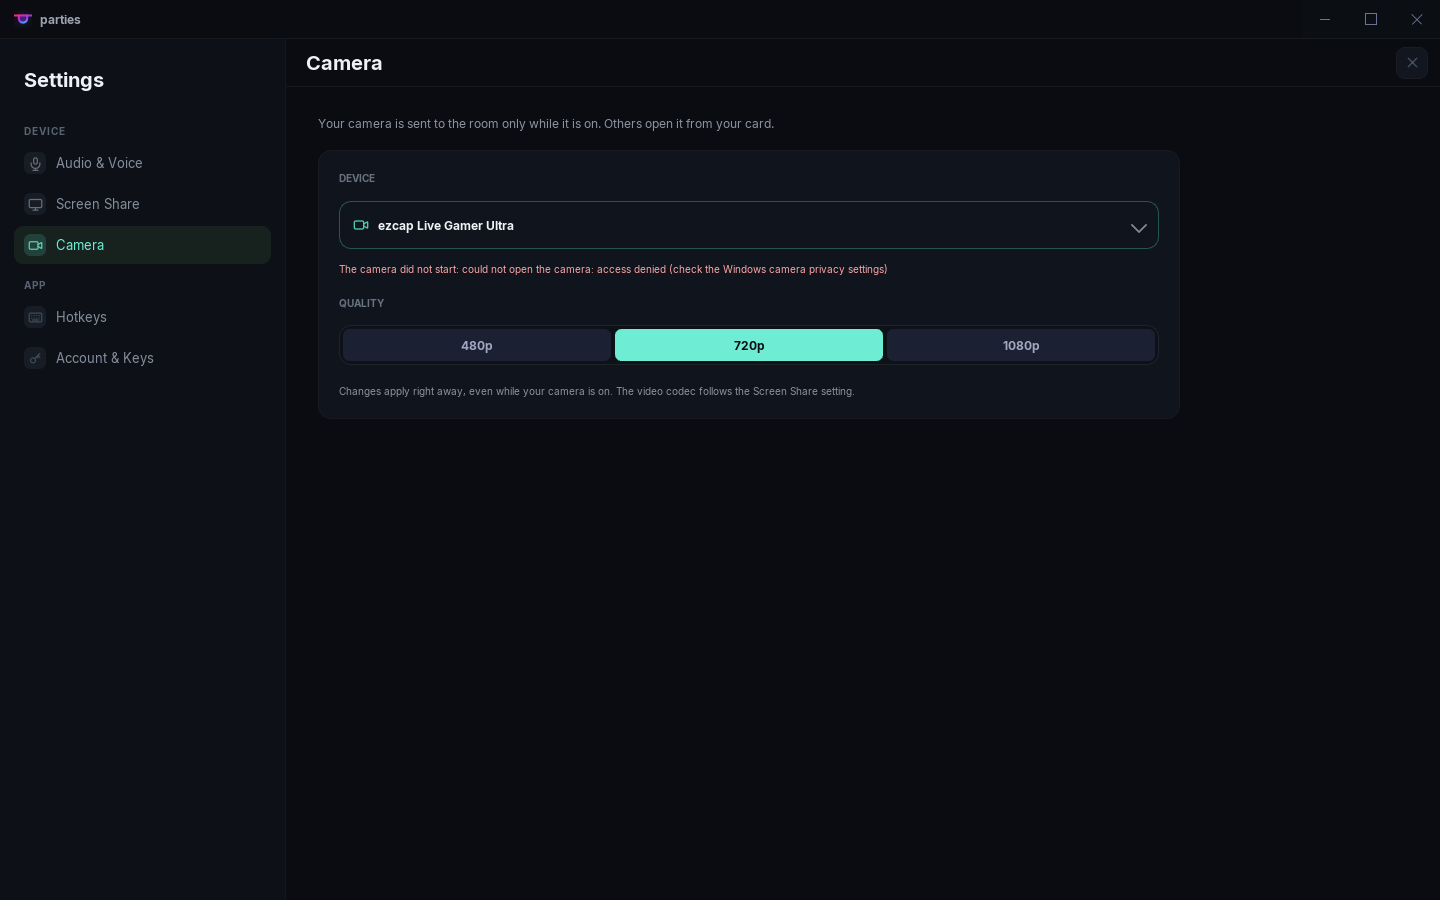 parties
Settings
DEVICE
Audio & Voice
Screen Share
Camera
APP
Hotkeys
Account & Keys
Camera
Your camera is sent to the room only while it is on. Others open it from your card.
DEVICE
ezcap Live Gamer Ultra
The camera did not start: could not open the camera: access denied (check the Windows camera privacy settings)
QUALITY
480p
720p
1080p
Changes apply right away, even while your camera is on. The video codec follows the Screen Share setting.